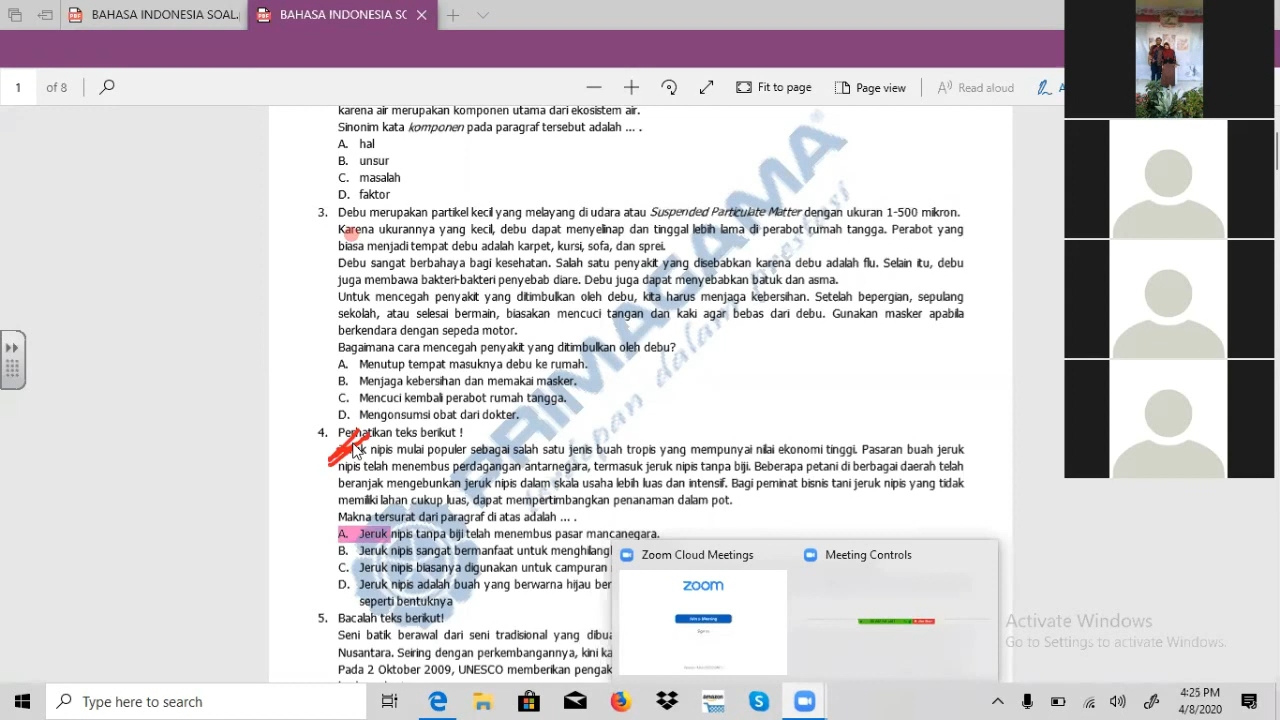 BAHASA INDONESIA SOAL
BAHASA INDONESIA SO
1 of 8
Fit to page
Page view
Read aloud
karena air merupakan komponen utama dari ekosistem air.
Sinonim kata komponen pada paragraf tersebut adalah ... .
A. hal
B. unsur
C. masalah
D. faktor
3. Debu merupakan partikel kecil yang melayang di udara atau Suspended Particulate Matter dengan ukuran 1-500 mikron.
Karena ukurannya yang kecil, debu dapat menyelinap dan tinggal lebih lama di perabot rumah tangga. Perabot yang
biasa menjadi tempat debu adalah karpet, kursi, sofa, dan sprei.
Debu sangat berbahaya bagi kesehatan. Salah satu penyakit yang disebabkan karena debu adalah flu. Selain itu, debu
juga membawa bakteri-bakteri penyebab diare. Debu juga dapat menyebabkan batuk dan asma.
Untuk mencegah penyakit yang ditimbulkan oleh debu, kita harus menjaga kebersihan. Setelah bepergian, sepulang
sekolah, atau selesai bermain, biasakan mencuci tangan dan kaki agar bebas dari debu. Gunakan masker apabila
berkendara dengan sepeda motor.
Bagaimana cara mencegah penyakit yang ditimbulkan oleh debu?
A. Menutup tempat masuknya debu ke rumah.
B. Menjaga kebersihan dan memakai masker.
C. Mencuci kembali perabot rumah tangga.
D. Mengonsumsi obat dari dokter.
4. Perhatikan teks berikut !
nipis mulai populer sebagai salah satu jenis buah tropis yang mempunyai nilai ekonomi tinggi. Pasaran buah jeruk
nipis telah menembus perdagangan antarnegara, termasuk jeruk nipis tanpa biji. Beberapa petani di berbagai daerah telah
beranjak mengebunkan jeruk nipis dalam skala usaha lebih luas dan intensif. Bagi peminat bisnis tani jeruk nipis yang tidak
memiliki lahan cukup luas, dapat mempertimbangkan penanaman dalam pot.
Makna tersurat dari paragraf di atas adalah ... .
A. Jeruk nipis tanpa biji telah menembus pasar mancanegara.
B. Jeruk nipis sangat bermanfaat untuk menghilang
C. Jeruk nipis biasanya digunakan untuk campuran
D. Jeruk nipis adalah buah yang berwarna hijau ber
seperti bentuknya
5. Bacalah teks berikut!
Seni batik berawal dari seni tradisional yang dibua
Nusantara. Seiring dengan perkembangannya, kini ka
Pada 2 Oktober 2009, UNESCO memberikan pengak
PRIMAGAMA
terdepan dalam prestasi
Zoom Cloud Meetings
Meeting Controls
zoom
Join a Meeting
Sign In
Activate Windows
Go to Settings to activate Windows.
Type here to search
amazon
4:25 PM
4/8/2020